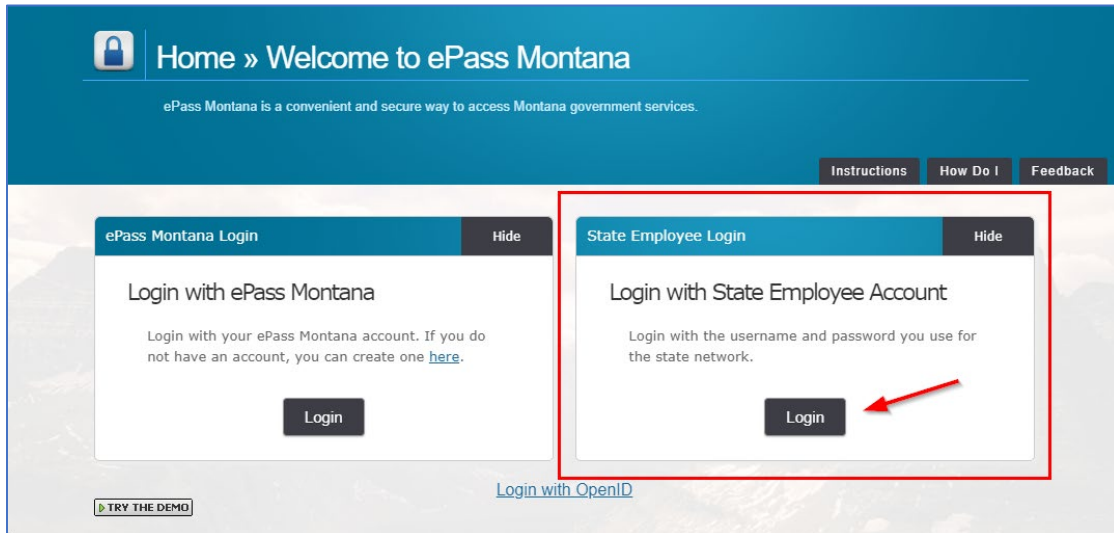 Home » Welcome to ePass Montana
ePass Montana is a convenient and secure way to access Montana government services.
Instructions
How Do I
Feedback
ePass Montana Login
Hide
Login with ePass Montana
Login with your ePass Montana account. If you do
not have an account, you can create one here.
Login
State Employee Login
Hide
Login with State Employee Account
Login with the username and password you use for
the state network.
Login
Login with OpenID
TRY THE DEMO